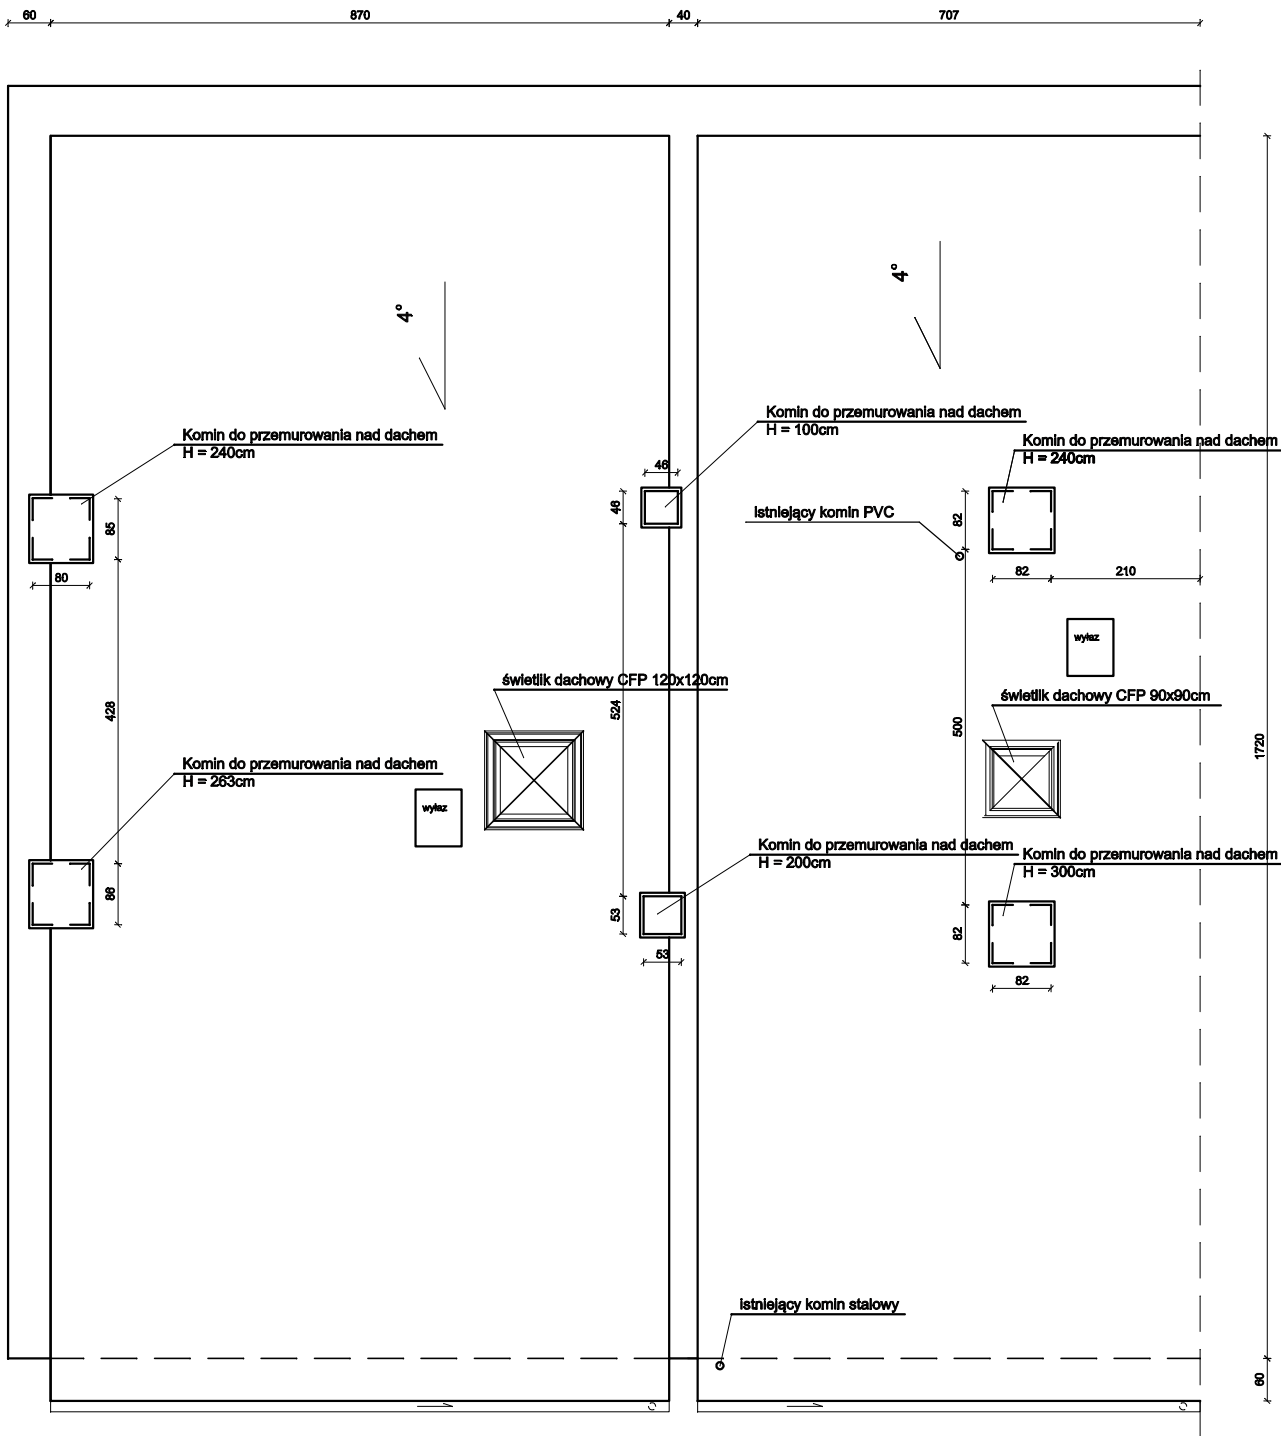 60
870
40
707
4°
4°
Komin do przemurowania nad dachem
H = 100cm
Komin do przemurowania nad dachem
H = 240cm
Komin do przemurowania nad dachem
H = 240cm
46
46
istniejący komin PVC
82
85
80
82
210
wyłaz
świetlik dachowy CFP 120x120cm
świetlik dachowy CFP 90x90cm
428
524
500
1720
Komin do przemurowania nad dachem
H = 263cm
wyłaz
Komin do przemurowania nad dachem
H = 200cm
Komin do przemurowania nad dachem
H = 300cm
86
53
53
82
82
istniejący komin stalowy
60